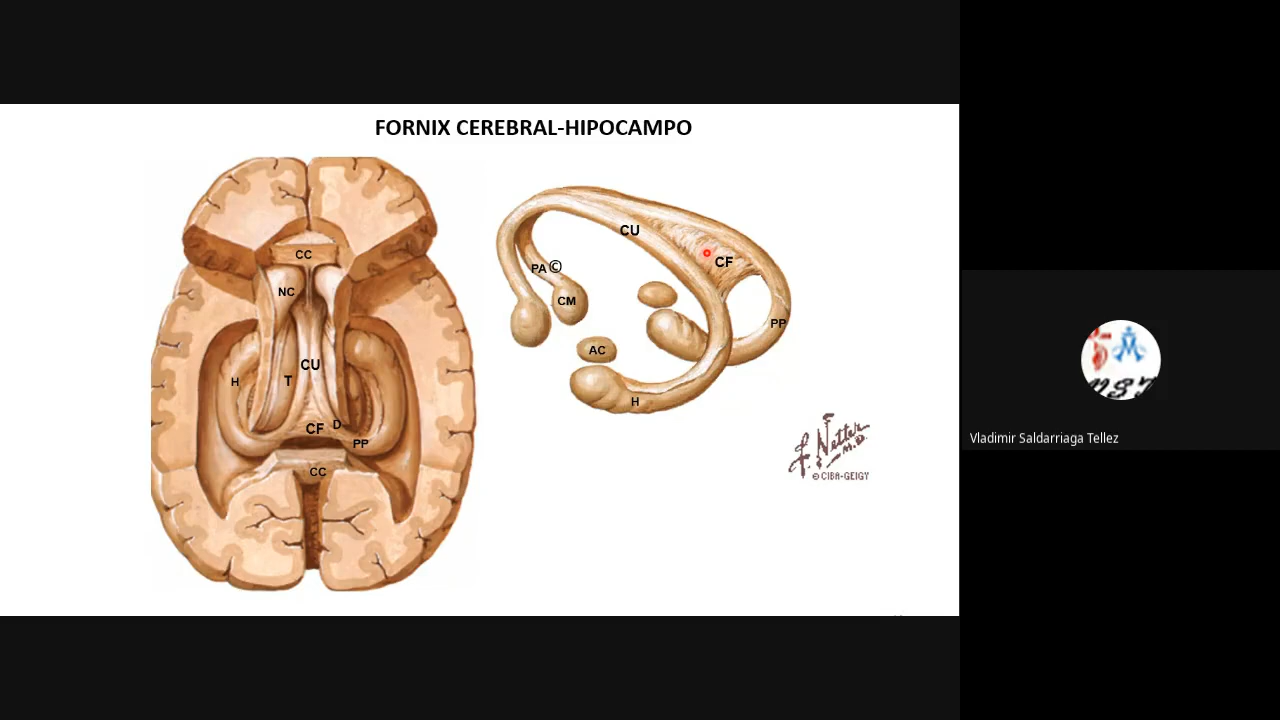 FORNIX CEREBRAL-HIPOCAMPO
CC
NC
CU
H
T
CF
D
PP
CC
CU
CF
PA ©
CM
PP
AC
H
F. Netter
M.D.
© CIBA-GEIGY
Vladimir Saldarriaga Tellez